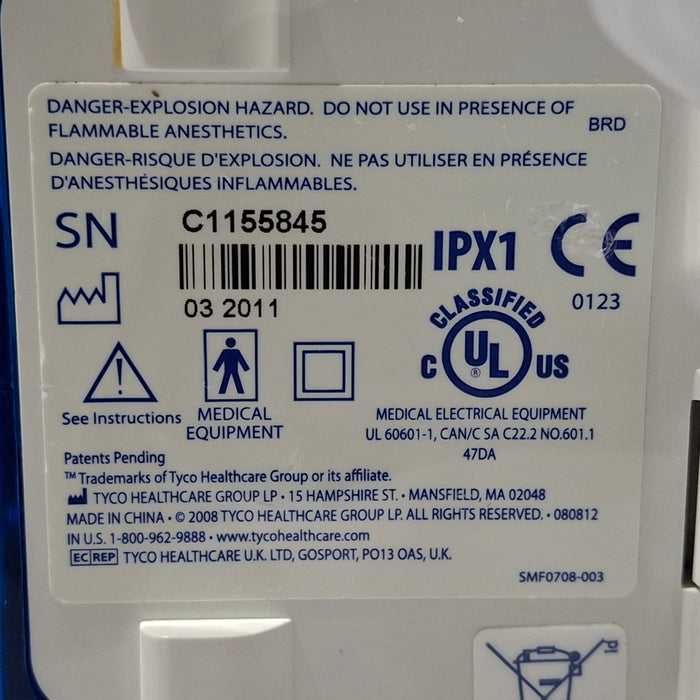 DANGER-EXPLOSION HAZARD. DO NOT USE IN PRESENCE OF
FLAMMABLE ANESTHETICS.
BRD
DANGER-RISQUE D'EXPLOSION. NE PAS UTILISER EN PRÉSENCE
D'ANESTHÉSIQUES INFLAMMABLES.
SN
C1155845
IPX1
CE
0123
03 2011
CLASSIFIED
C UL® US
See Instructions
MEDICAL
EQUIPMENT
MEDICAL ELECTRICAL EQUIPMENT
UL 60601-1, CAN/C SA C22.2 NO.601.1
47DA
Patents Pending
™ Trademarks of Tyco Healthcare Group or its affiliate.
TYCO HEALTHCARE GROUP LP • 15 HAMPSHIRE ST. • MANSFIELD, MA 02048
MADE IN CHINA • © 2008 TYCO HEALTHCARE GROUP LP. ALL RIGHTS RESERVED. • 080812
IN U.S. 1-800-962-9888 • www.tycohealthcare.com
EC REP TYCO HEALTHCARE U.K. LTD, GOSPORT, PO13 OAS, U.K.
SMF0708-003